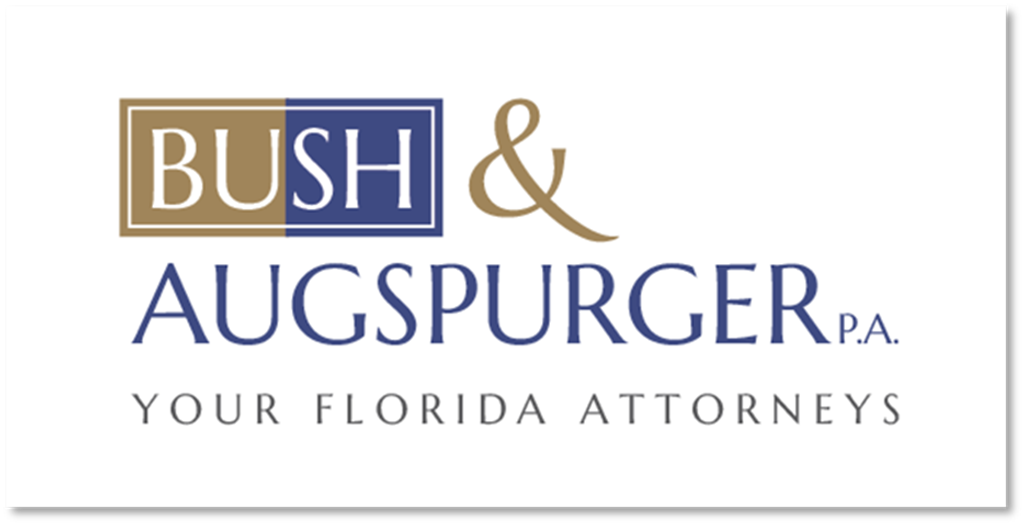 BUSH &
AUGSPURGER P.A.
YOUR FLORIDA ATTORNEYS